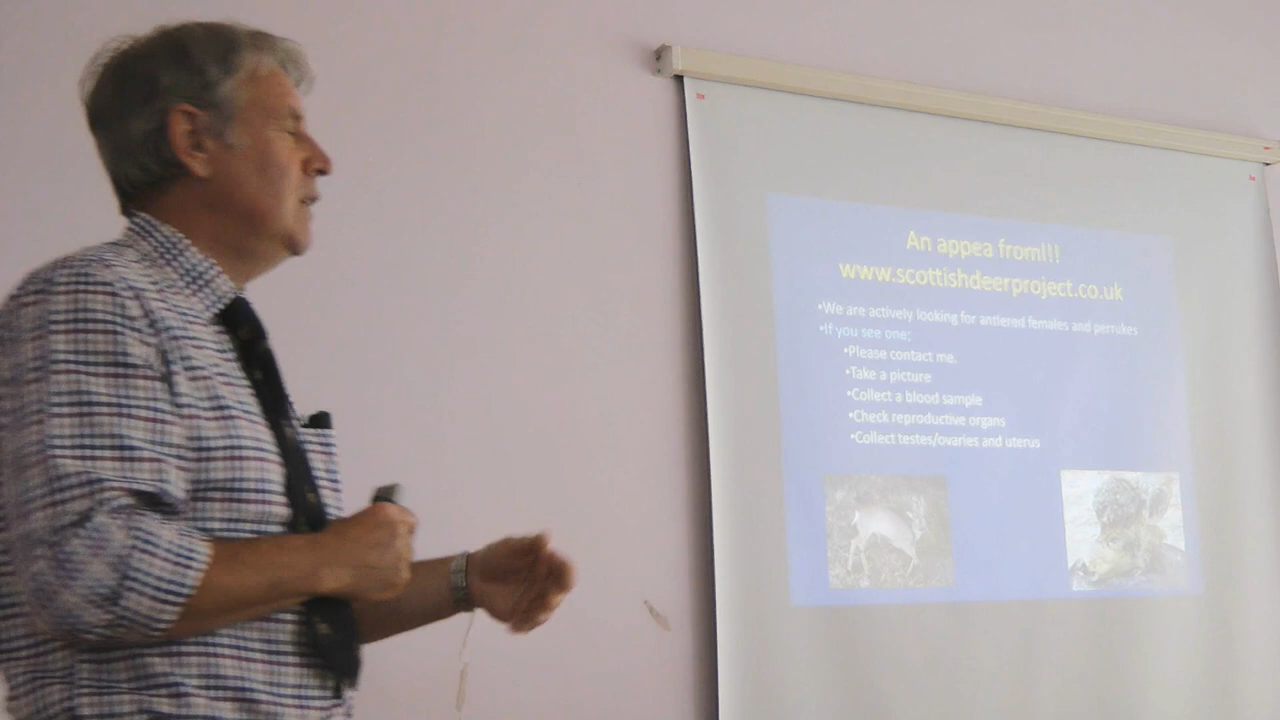 An appea from!!!
www.scottishdeerproject.co.uk
•We are actively looking for antlered females and perrukes
•If you see one;
•Please contact me.
•Take a picture
•Collect a blood sample
•Check reproductive organs
•Collect testes/ovaries and uterus